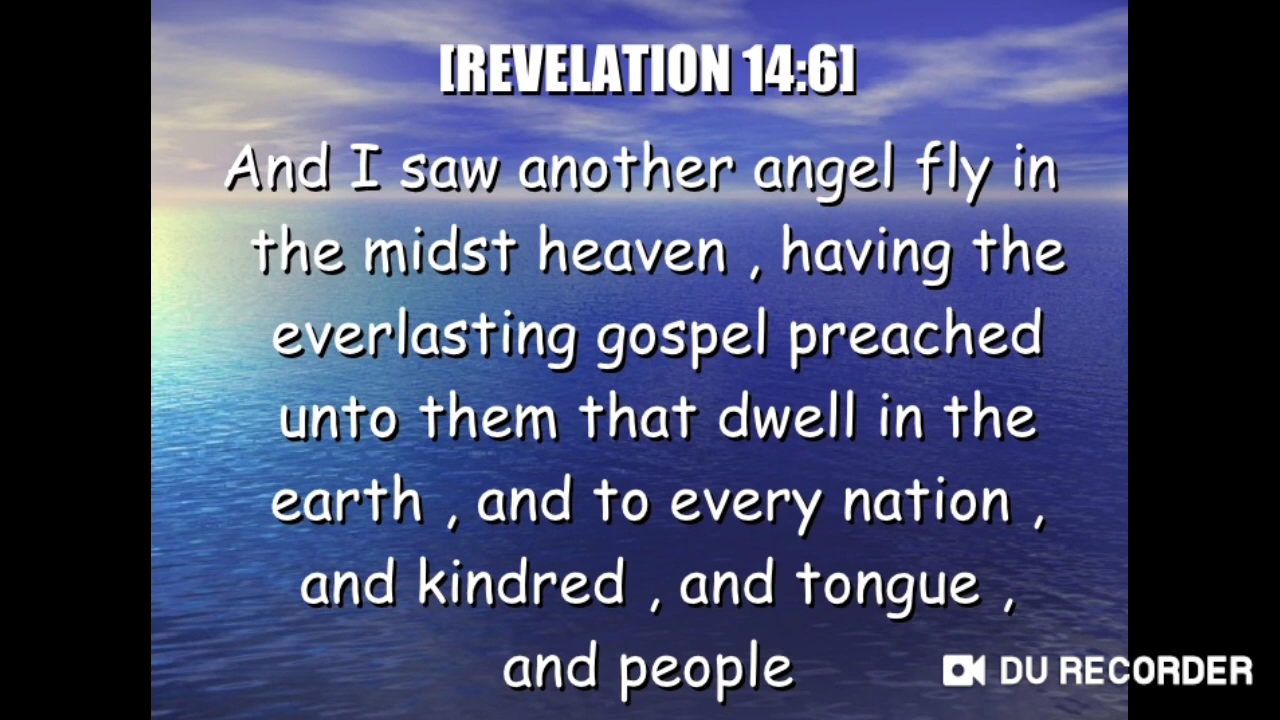 [REVELATION 14:6]
And I saw another angel fly in
the midst heaven , having the
everlasting gospel preached
unto them that dwell in the
earth , and to every nation ,
and kindred , and tongue ,
and people
DU RECORDER